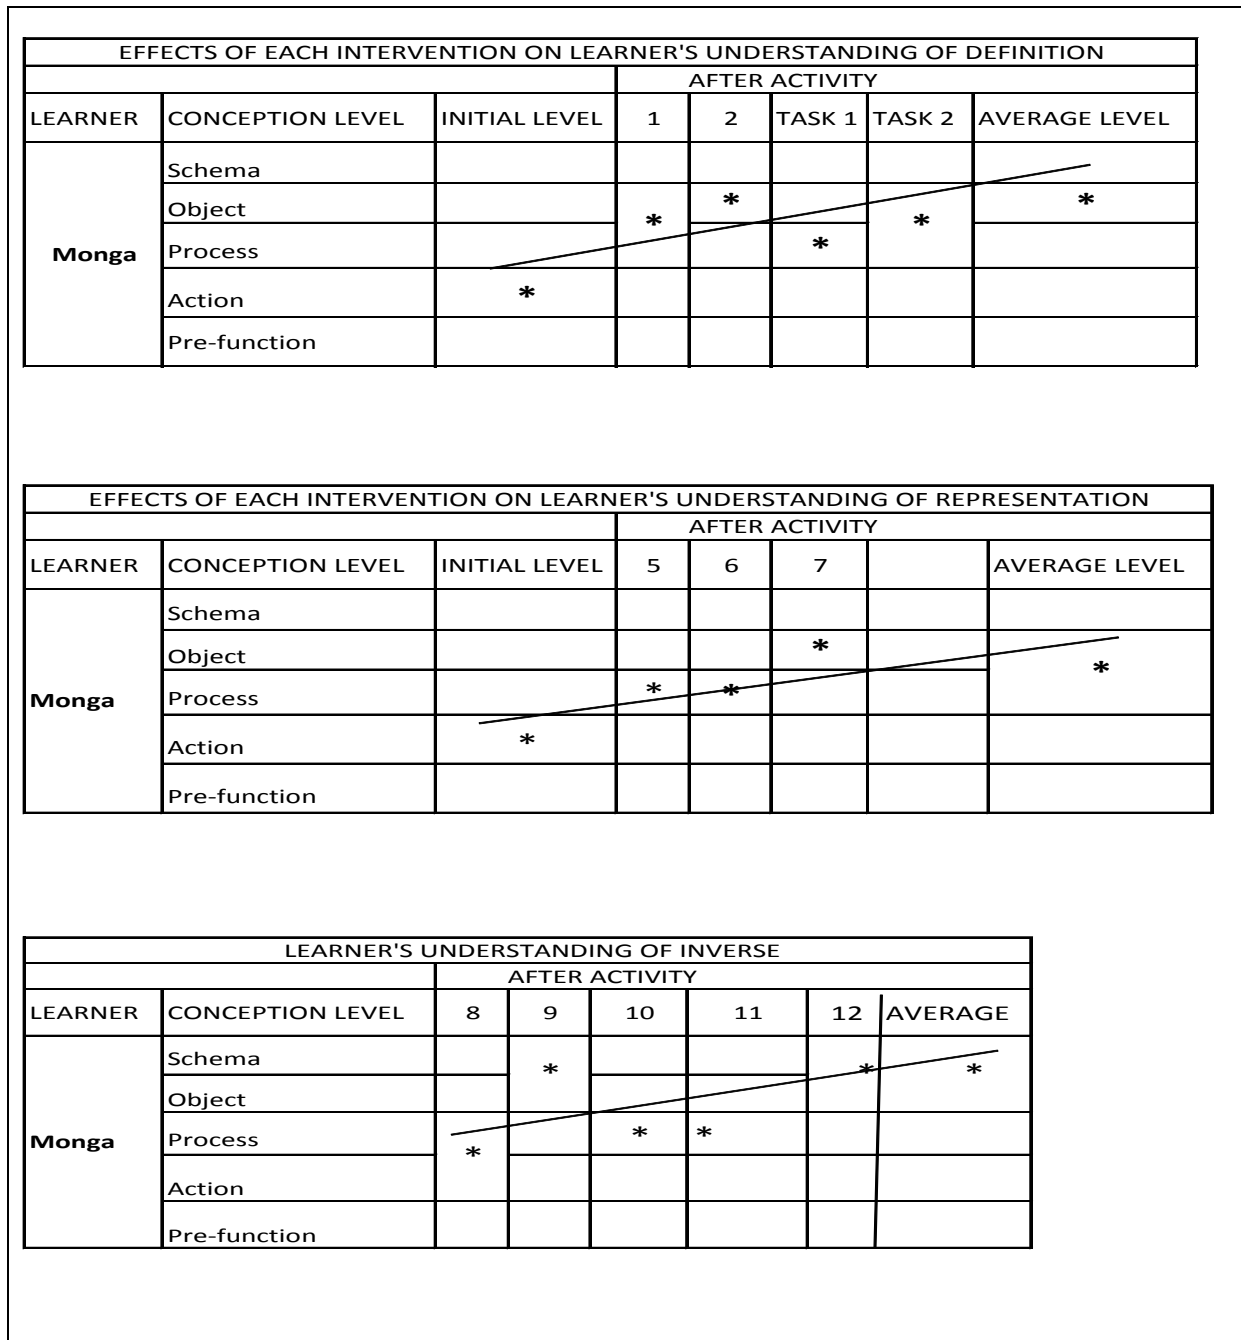 EFFECTS OF EACH INTERVENTION ON LEARNER'S UNDERSTANDING OF DEFINITION
AFTER ACTIVITY
LEARNER CONCEPTION LEVEL INITIAL LEVEL 1 2 TASK 1 TASK 2 AVERAGE LEVEL
Schema
Object * * *
* *
Monga Process *
Action *
Pre-function
EFFECTS OF EACH INTERVENTION ON LEARNER'S UNDERSTANDING OF REPRESENTATION
AFTER ACTIVITY
LEARNER CONCEPTION LEVEL INITIAL LEVEL 5 6 7 AVERAGE LEVEL
Schema
Object *
*
Monga Process * *
Action *
Pre-function
LEARNER'S UNDERSTANDING OF INVERSE
AFTER ACTIVITY
LEARNER CONCEPTION LEVEL 8 9 10 11 12 AVERAGE
Schema * * *
Object
Monga Process * *
*
Action
Pre-function